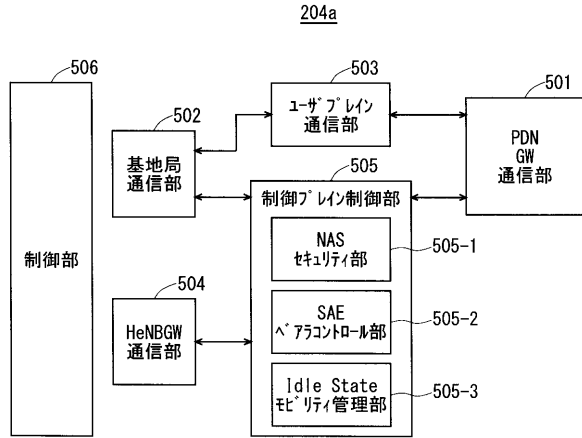 204a
506
制御部
502
基地局
通信部
503
ﾕｰｻﾞﾌﾟﾚｲﾝ
通信部
501
PDN
GW
通信部
505
制御ﾌﾟﾚｲﾝ制御部
NAS
ｾｷｭﾘﾃｨ部
505-1
504
HeNBGW
通信部
SAE
ﾍﾞｱﾗｺﾝﾄﾛｰﾙ部
505-2
Idle State
ﾓﾋﾞﾘﾃｨ管理部
505-3